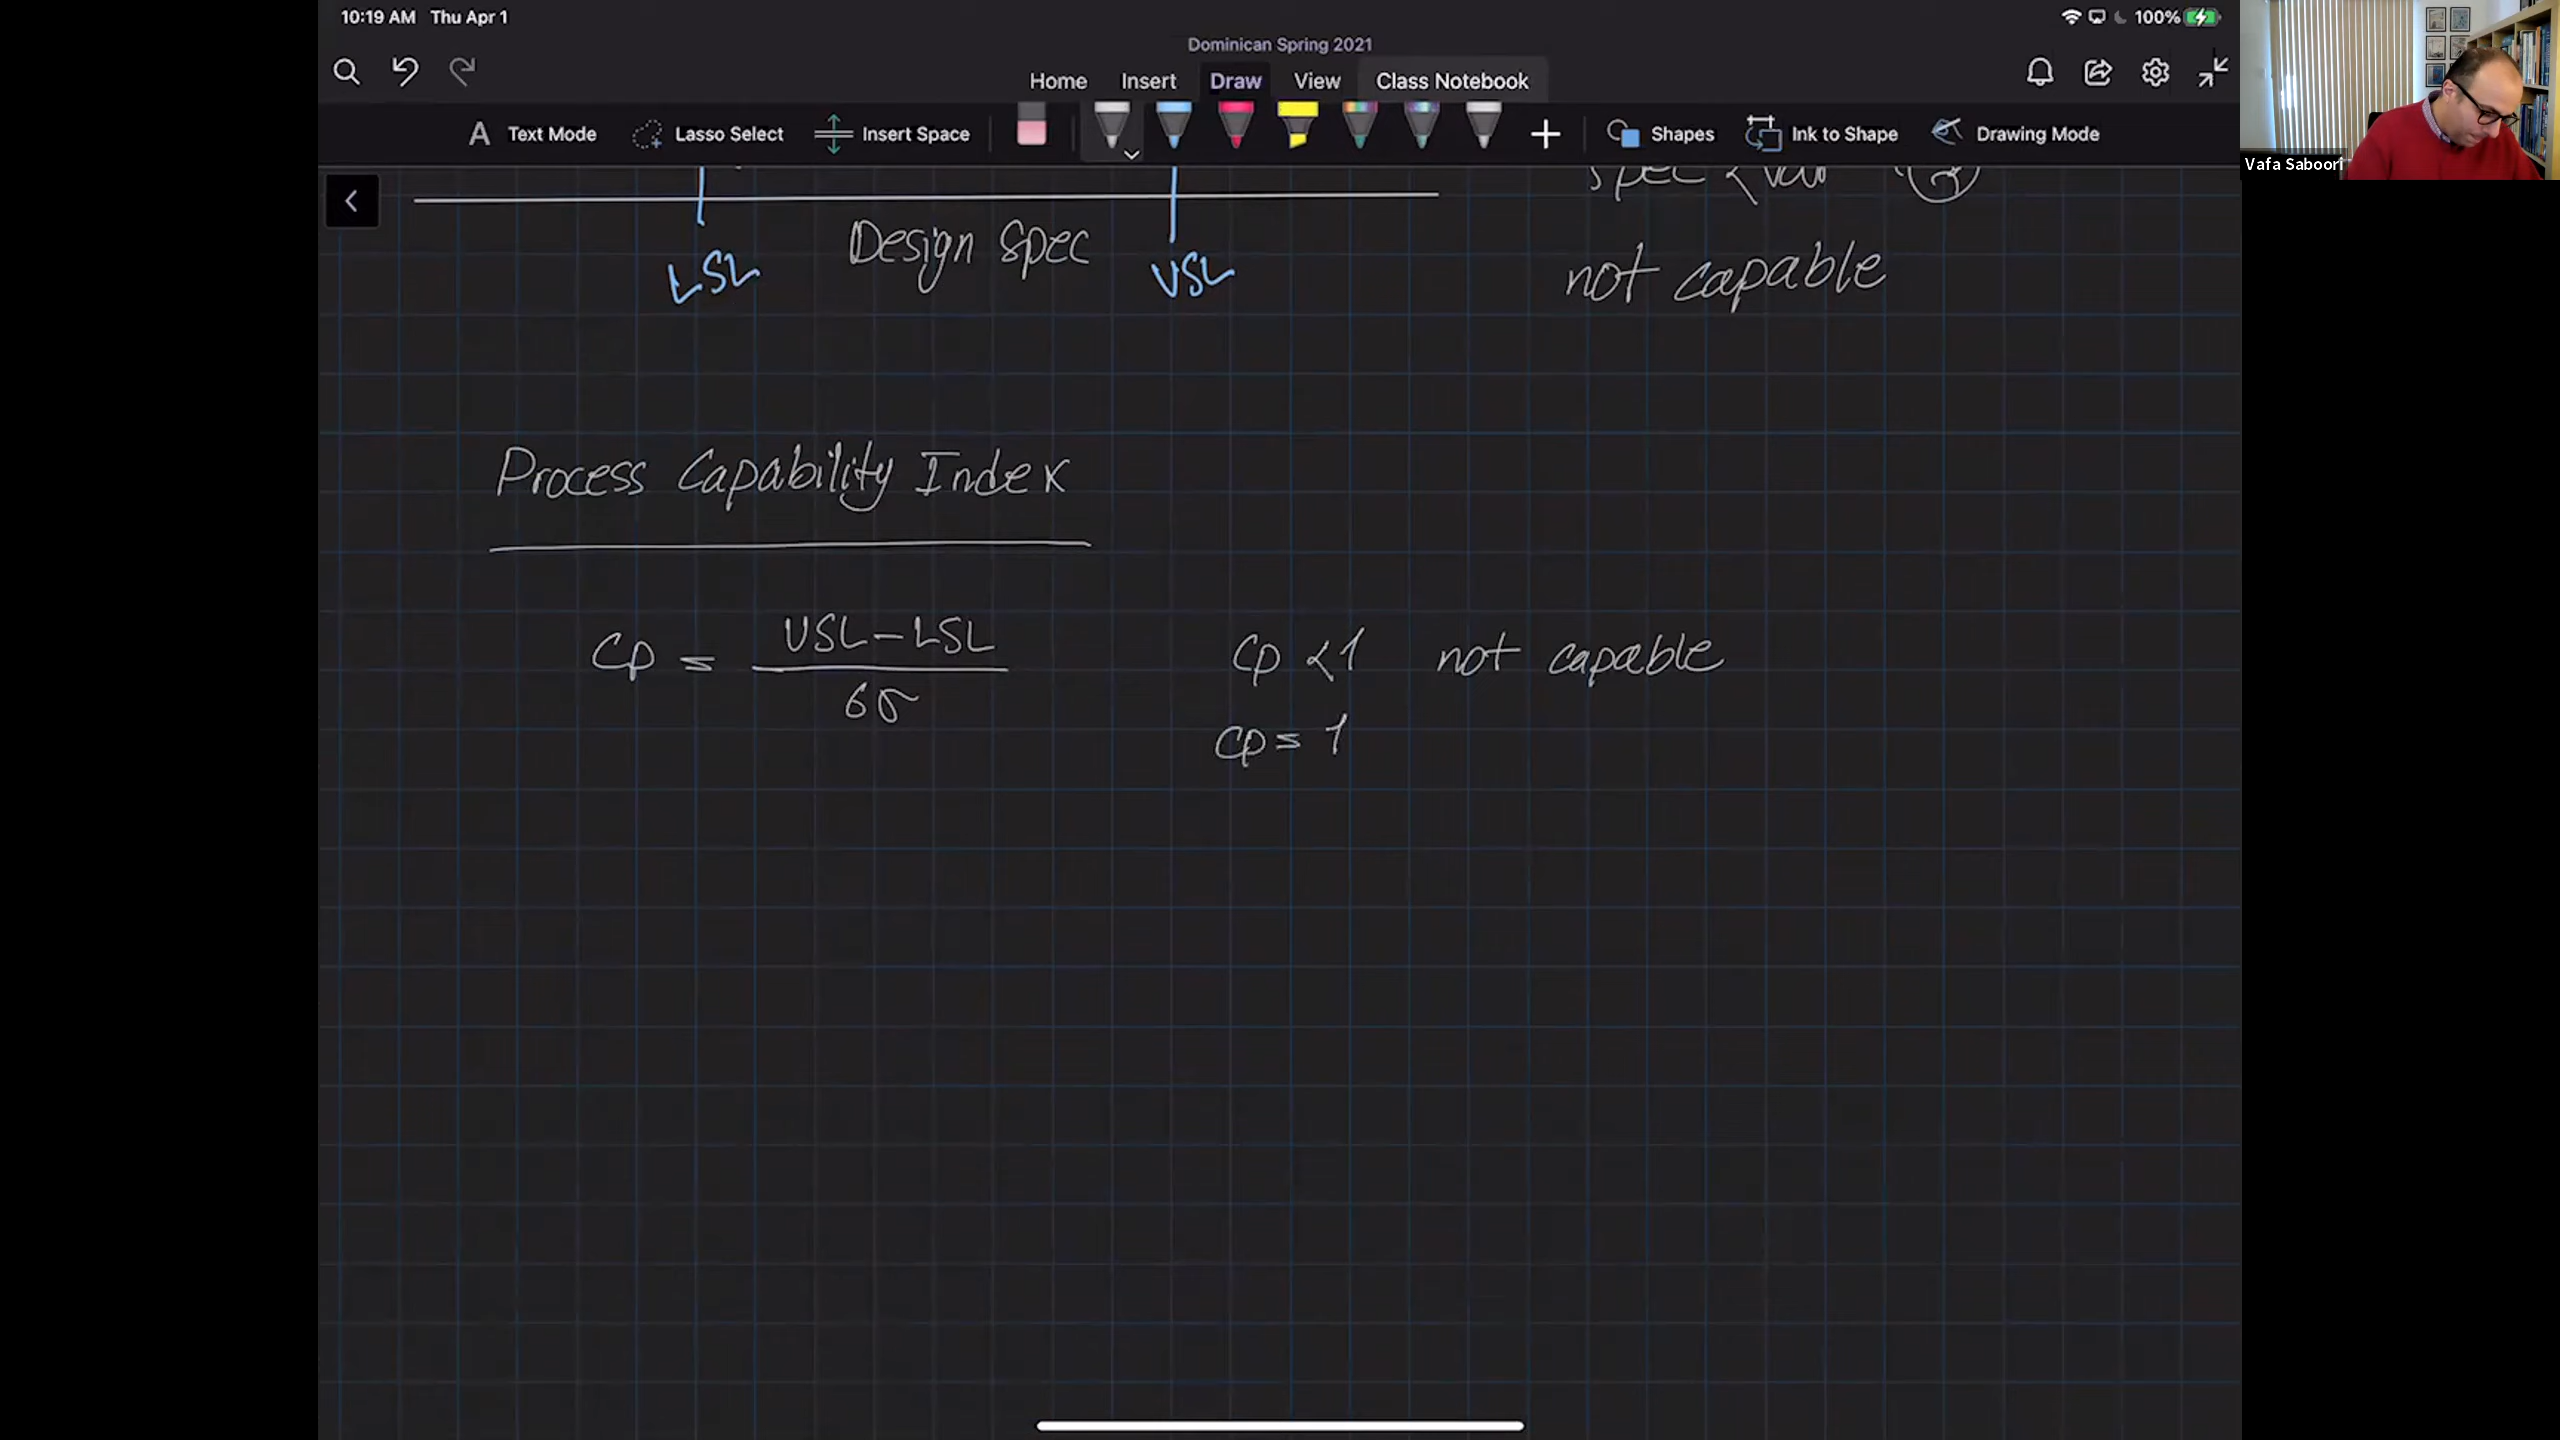 10:19 AM Thu Apr 1
100%
Dominican Spring 2021
Home Insert Draw View Class Notebook
Text Mode Lasso Select Insert Space Shapes Ink to Shape Drawing Mode
Vafa Saboori
spec < var
LSL Design Spec USL
not capable
Process Capability Index
Cp = USL - LSL
6σ
Cp < 1 not capable
Cp = 1